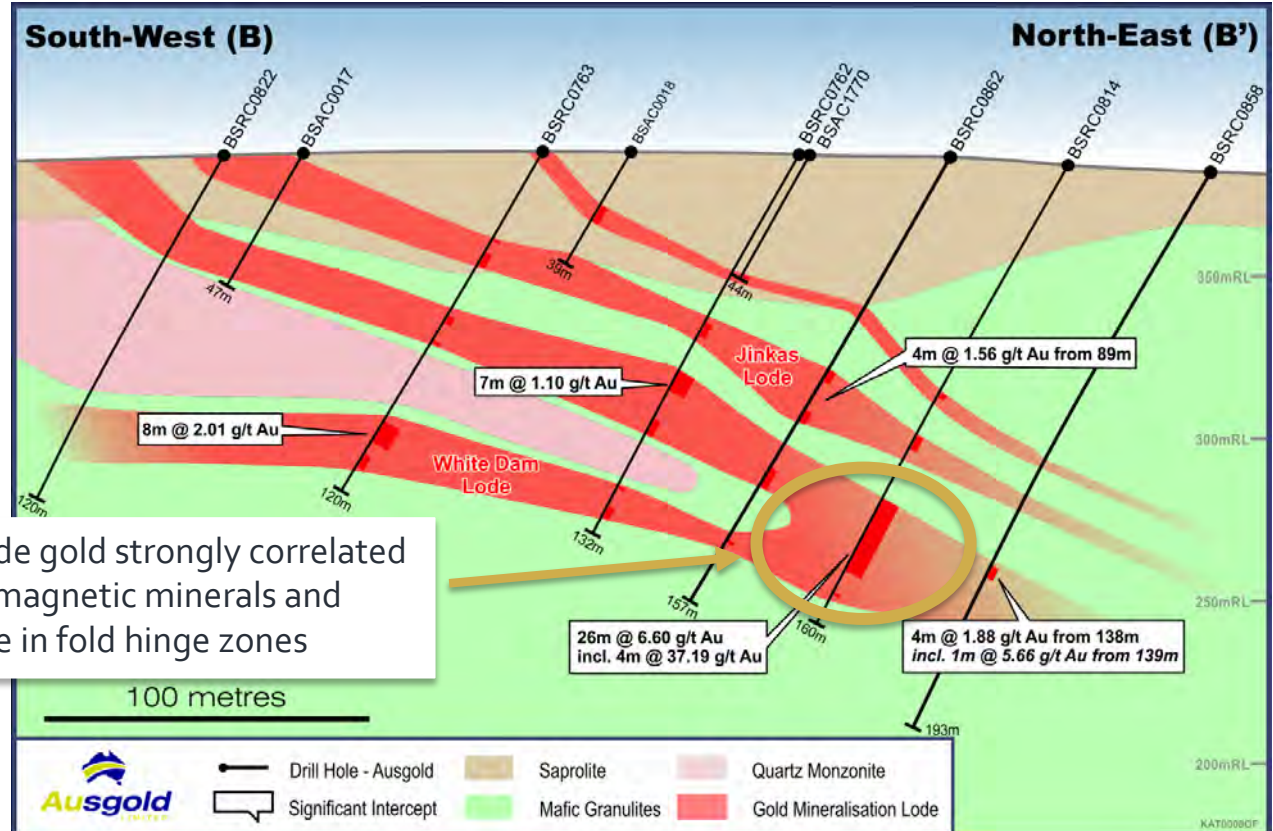 South-West (B)
North-East (B')
BSRC0822
BSAC0017
BSRC0763
BSAC0018
BSRC0762
BSAC1770
BSRC0862
BSRC0814
BSRC0858
350mRL
300mRL
250mRL
200mRL
47m
39m
44m
120m
120m
132m
157m
160m
193m
Jinkas
Lode
White Dam
Lode
4m @ 1.56 g/t Au from 89m
7m @ 1.10 g/t Au
8m @ 2.01 g/t Au
26m @ 6.60 g/t Au
incl. 4m @ 37.19 g/t Au
4m @ 1.88 g/t Au from 138m
incl. 1m @ 5.66 g/t Au from 139m
de gold strongly correlated
magnetic minerals and
e in fold hinge zones
100 metres
Ausgold
LIMITED
Drill Hole - Ausgold
Significant Intercept
Saprolite
Mafic Granulites
Quartz Monzonite
Gold Mineralisation Lode